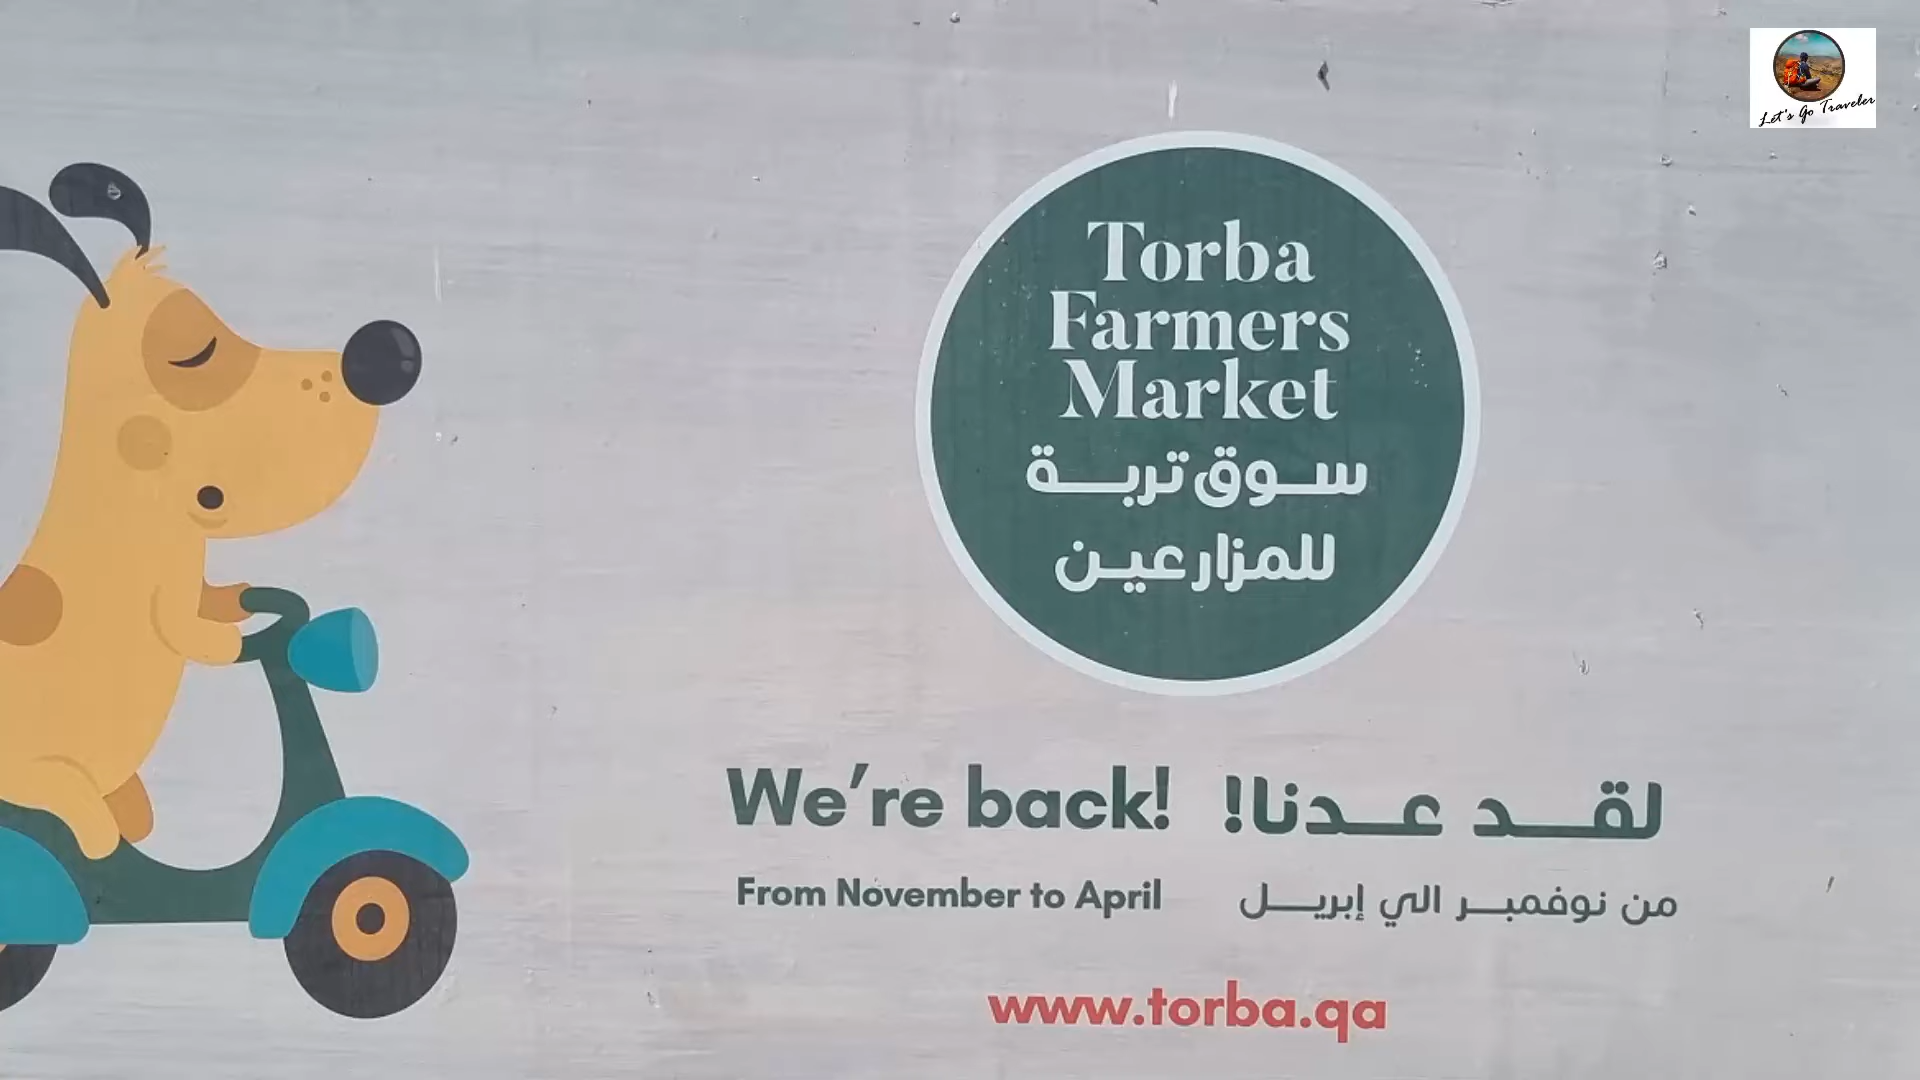 Let's Go Traveler
Torba
Farmers
Market
سوق تربة
للمزارعين
We're back!
لقد عدنا!
From November to April
من نوفمبر الي إبريل
www.torba.qa